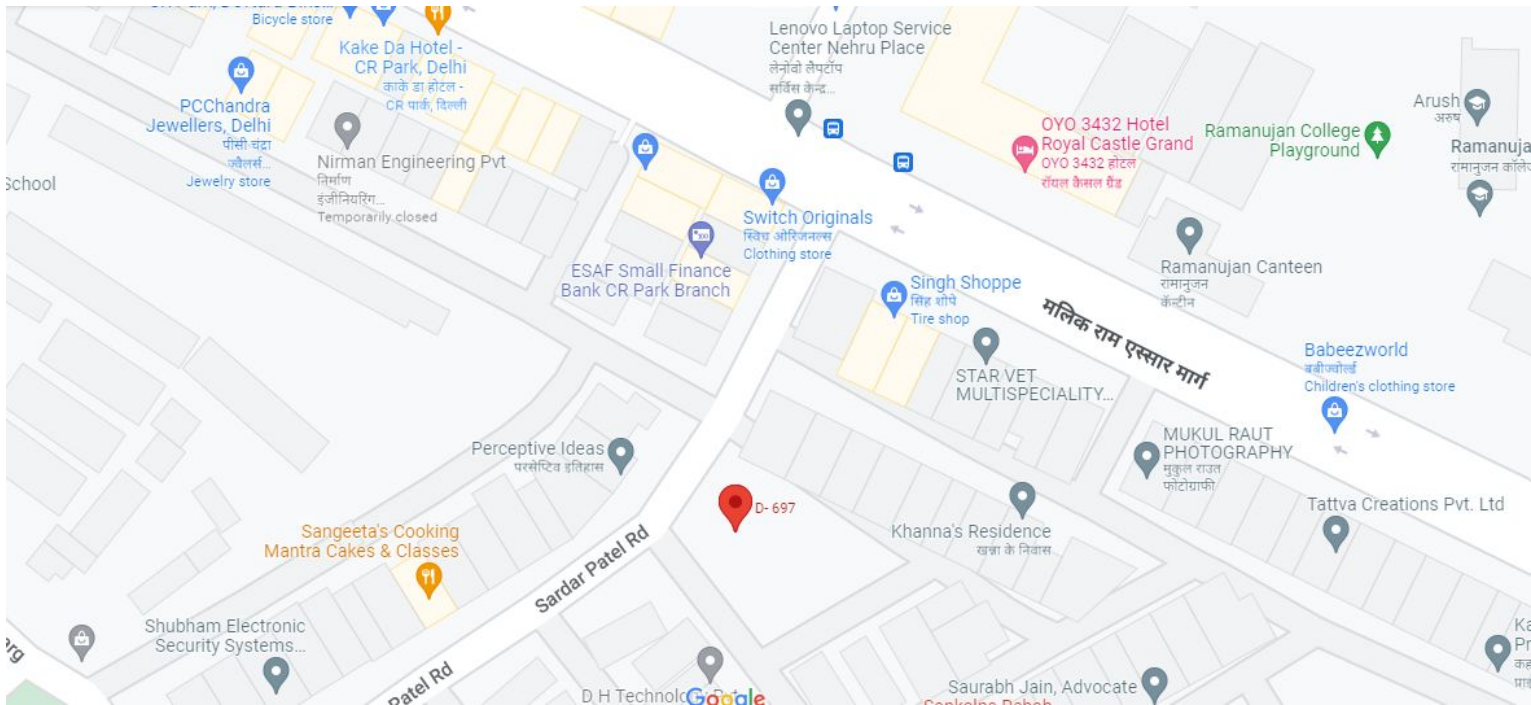 Bicycle store
Kake Da Hotel -
CR Park, Delhi
काके डा होटल -
CR पार्क, दिल्ली
PCChandra
Jewellers, Delhi
पीसी चंद्रा
ज्वैलर्स...
Jewelry store
Nirman Engineering Pvt
निर्माण
इंजीनियरिंग...
Temporarily closed
School
Lenovo Laptop Service
Center Nehru Place
लेनोवो लैपटॉप
सर्विस केन्द्र...
OYO 3432 Hotel
Royal Castle Grand
OYO 3432 होटल
रॉयल कैसल ग्रैंड
Ramanujan College
Playground
Arush
अरुष
Ramanuja
रामानुजन कॉलेज
Switch Originals
स्विच ओरिजनल्स
Clothing store
ESAF Small Finance
Bank CR Park Branch
Singh Shoppe
सिंह शोपे
Tire shop
Ramanujan Canteen
रामानुजन
कॅन्टीन
मलिक राम एस्सार मार्ग
STAR VET
MULTISPECIALITY...
Babeezworld
बबीज्वोर्ल्ड
Children's clothing store
Perceptive Ideas
परसेप्टिव इतिहास
MUKUL RAUT
PHOTOGRAPHY
मुकुल राउत
फोटोग्राफी
D- 697
Khanna's Residence
खन्ना के निवास
Tattva Creations Pvt. Ltd
Sangeeta's Cooking
Mantra Cakes & Classes
Sardar Patel Rd
Shubham Electronic
Security Systems...
Patel Rd
D H Technology
Google
Saurabh Jain, Advocate